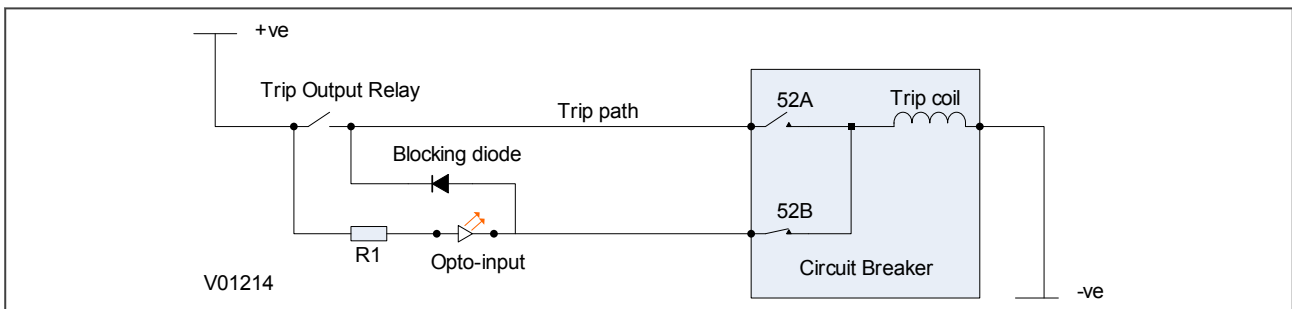 +ve
Trip Output Relay
Trip path
52A
Trip coil
Blocking diode
52B
R1
Opto-input
Circuit Breaker
V01214
-ve